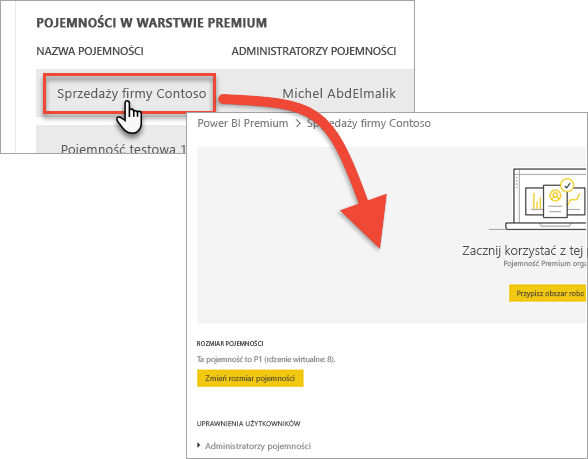 POJEMNOŚCI W WARSTWIE PREMIUM
NAZWA POJEMNOŚCI ADMINISTRATORZY POJEMNOŚCI
Sprzedaży firmy Contoso Michel AbdElmalik
Pojemność testowa 1
Power BI Premium > Sprzedaży firmy Contoso
Zacznij korzystać z tej
Pojemność Premium orga
Przypisz obszar robo
ROZMIAR POJEMNOŚCI
Ta pojemność to P1 (rdzenie wirtualne: 8).
Zmień rozmiar pojemności
UPRAWNIENIA UŻYTKOWNIKÓW
Administratorzy pojemności